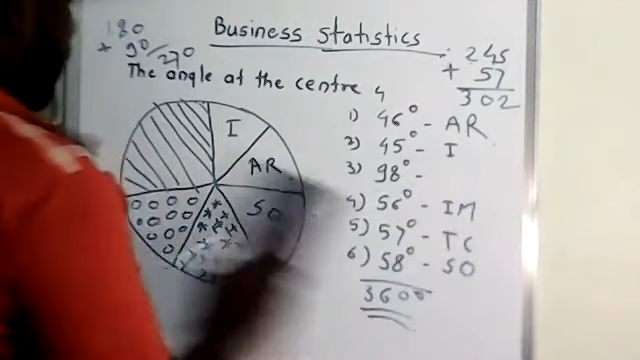 180
+ 90/270
Business Statistics
245
+ 57
302
The angle at the centre 4
I
AR
SO
1) 46° - AR
2) 45° - I
3) 98° -
4) 56° - IM
5) 57° - TC
6) 58° - SO
360°